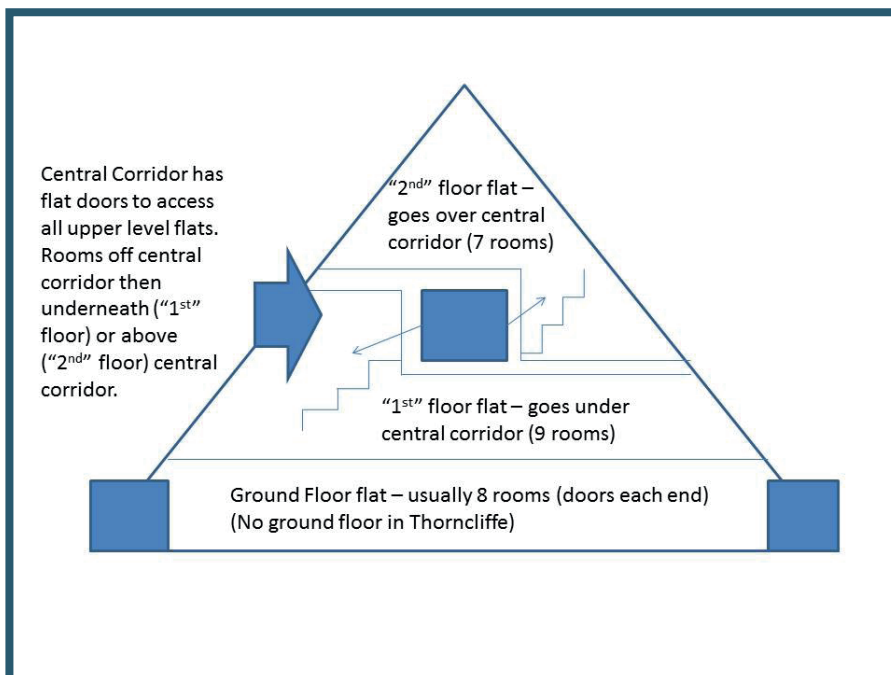 Central Corridor has
flat doors to access
all upper level flats.
Rooms off central
corridor then
underneath (“1st”
floor) or above
(“2nd” floor) central
corridor.
“2nd” floor flat –
goes over central
corridor (7 rooms)
“1st” floor flat – goes under
central corridor (9 rooms)
Ground Floor flat – usually 8 rooms (doors each end)
(No ground floor in Thorncliffe)